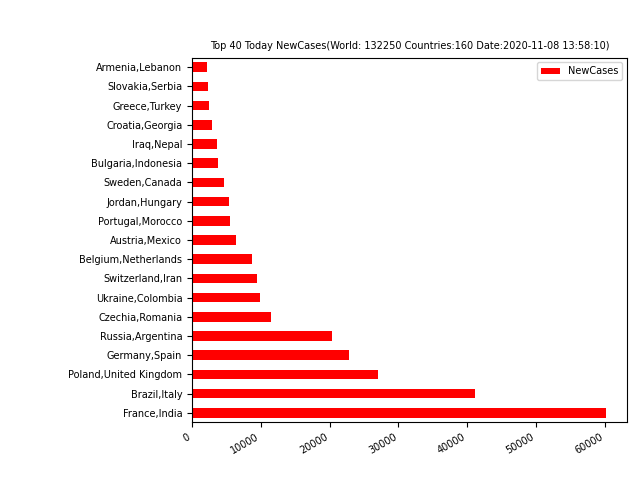 Top 40 Today NewCases(World: 132250 Countries:160 Date:2020-11-08 13:58:10)
NewCases
Armenia,Lebanon
Slovakia,Serbia
Greece,Turkey
Croatia,Georgia
Iraq,Nepal
Bulgaria,Indonesia
Sweden,Canada
Jordan,Hungary
Portugal,Morocco
Austria,Mexico
Belgium,Netherlands
Switzerland,Iran
Ukraine,Colombia
Czechia,Romania
Russia,Argentina
Germany,Spain
Poland,United Kingdom
Brazil,Italy
France,India
0 10000 20000 30000 40000 50000 60000